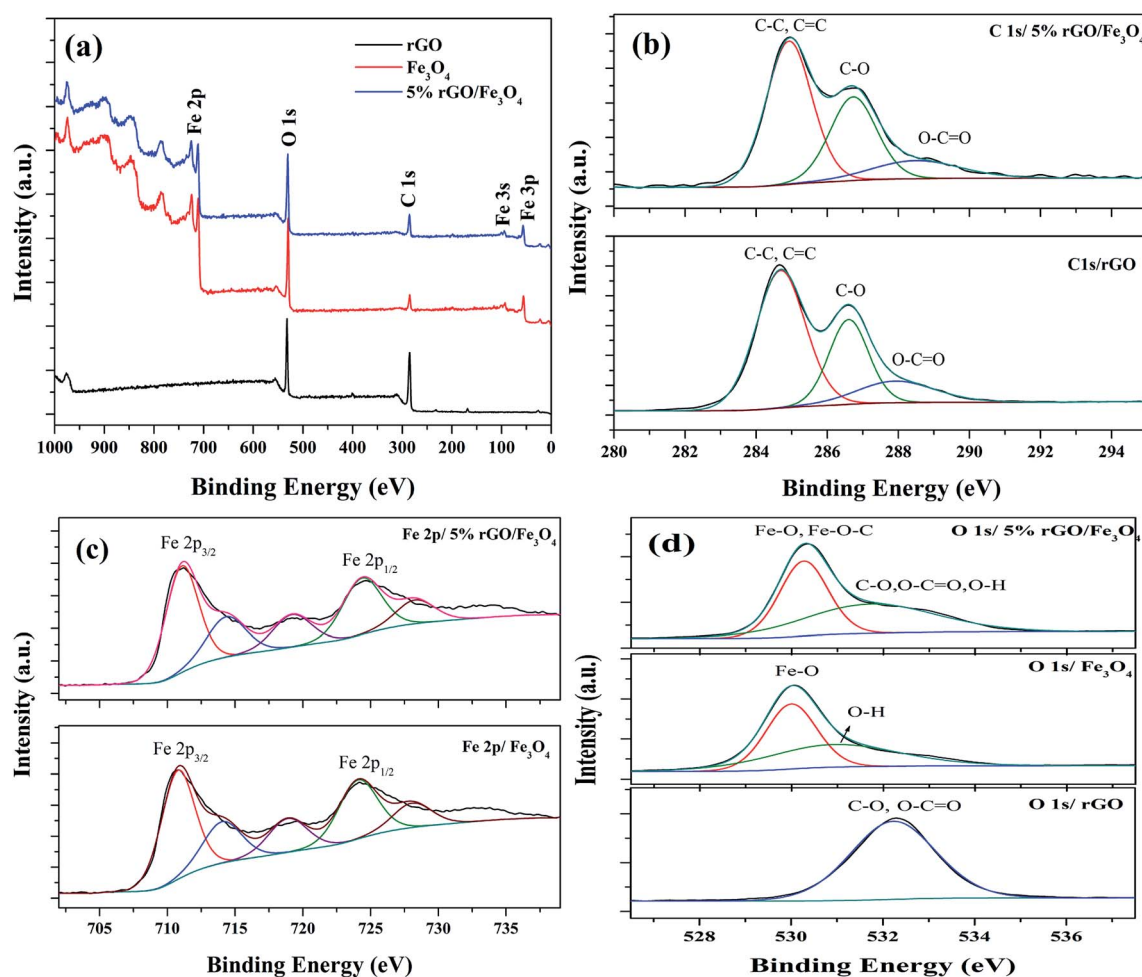 (a)
rGO
Fe₃O₄
5% rGO/Fe₃O₄
Fe 2p
O 1s
C 1s
Fe 3s
Fe 3p
Intensity (a.u.)
1000 900 800 700 600 500 400 300 200 100 0
Binding Energy (eV)
(b)
C 1s/ 5% rGO/Fe₃O₄
C-C, C=C
C-O
O-C=O
Intensity (a.u.)
C1s/rGO
C-C, C=C
C-O
O-C=O
Intensity (a.u.)
280 282 284 286 288 290 292 294
Binding Energy (eV)
(c)
Fe 2p/ 5% rGO/Fe₃O₄
Fe 2p₃/₂
Fe 2p₁/₂
Fe 2p/ Fe₃O₄
Fe 2p₃/₂
Fe 2p₁/₂
Intensity (a.u.)
705 710 715 720 725 730 735
Binding Energy (eV)
(d)
O 1s/ 5% rGO/Fe₃O₄
Fe-O, Fe-O-C
C-O,O-C=O,O-H
O 1s/ Fe₃O₄
Fe-O
O-H
O 1s/ rGO
C-O, O-C=O
Intensity (a.u.)
528 530 532 534 536
Binding Energy (eV)